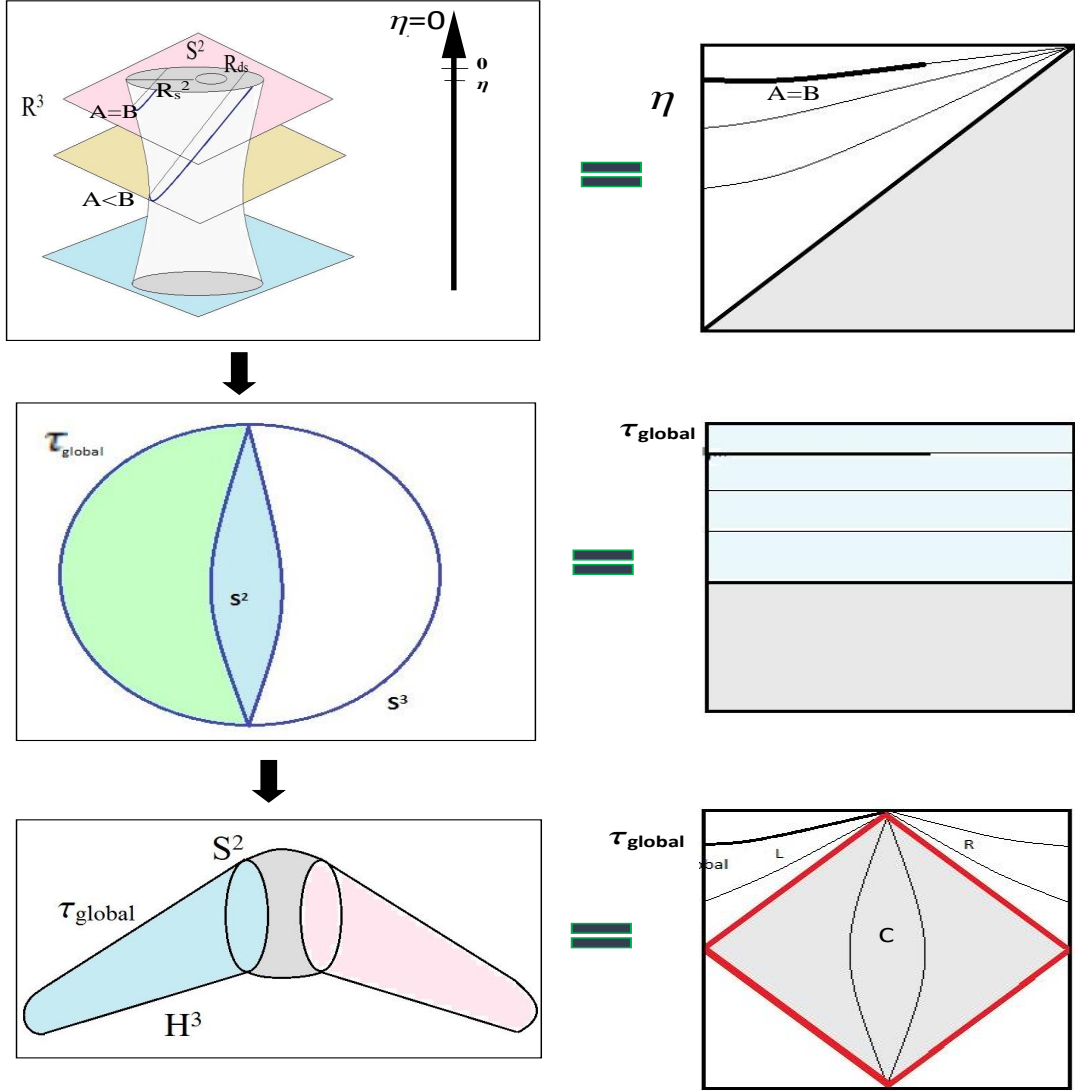 η=0
S²
R_ds
R_s²
0
η
R³
A=B
A<B
η
A=B
τ_global
S²
S³
τ_global
S²
τ_global
H³
τ_global
L
R
C